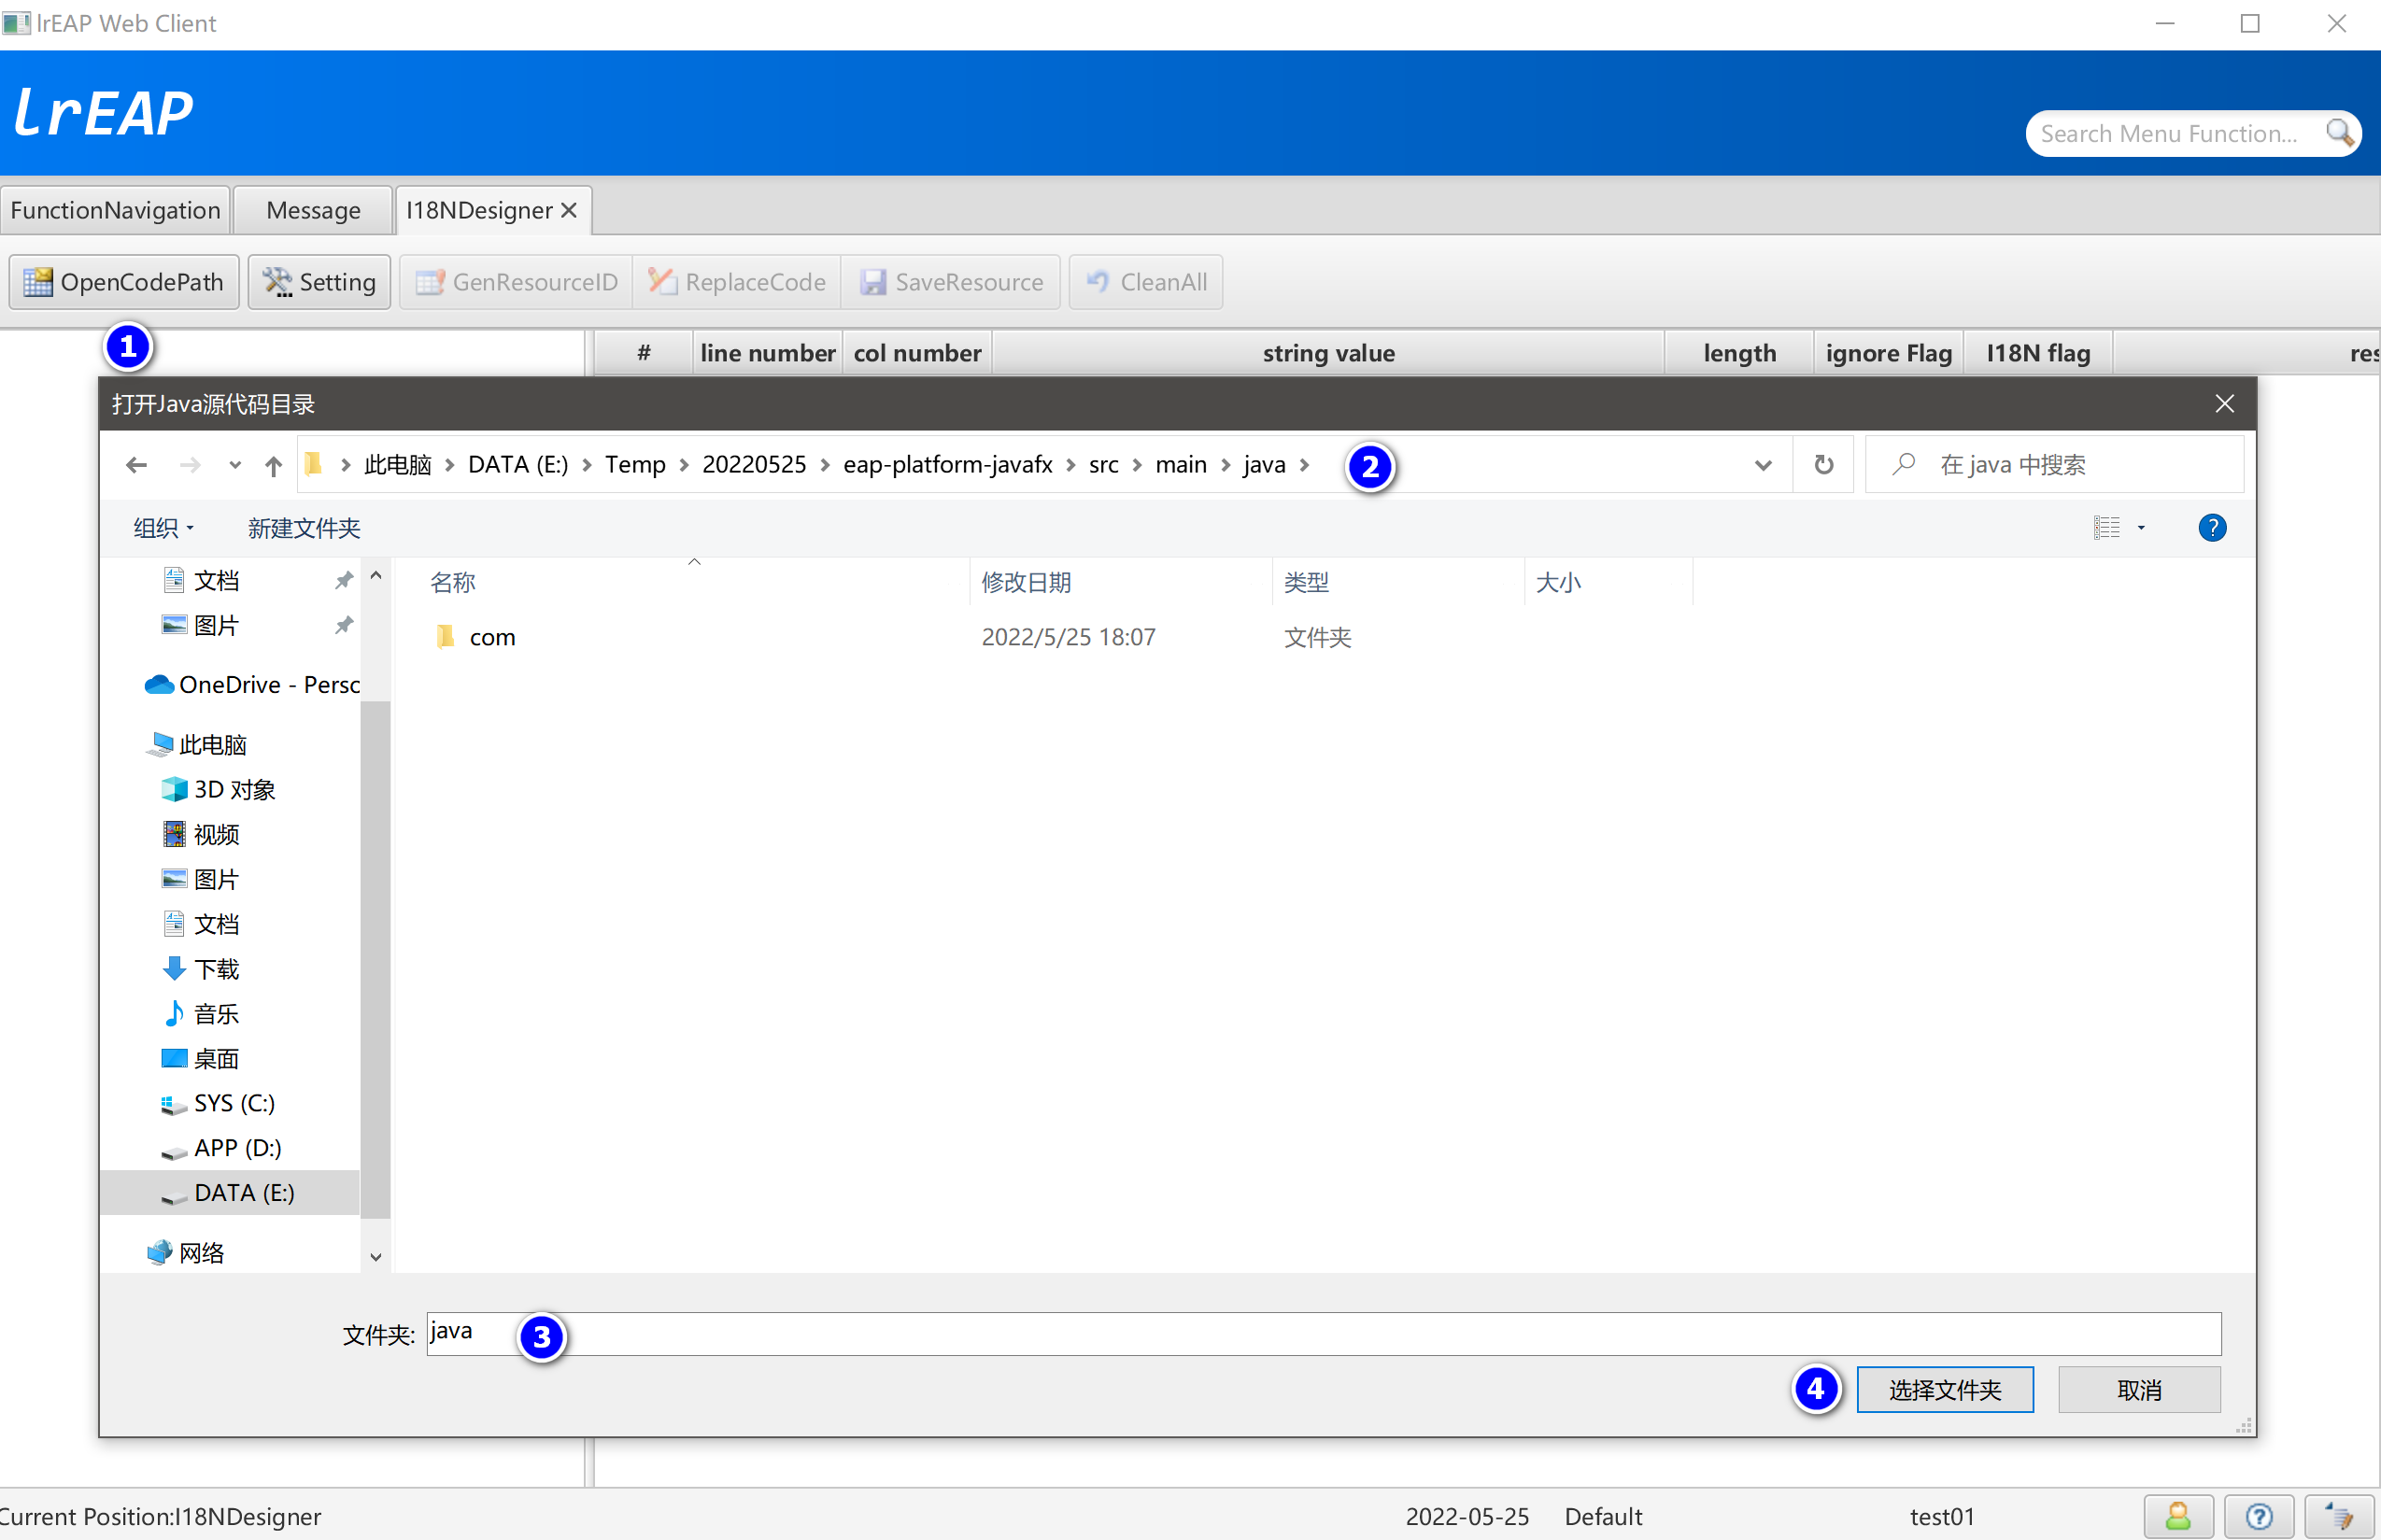 lrEAP Web Client
lrEAP
Search Menu Function...
FunctionNavigation Message I18NDesigner
OpenCodePath Setting GenResourceID ReplaceCode SaveResource CleanAll
1
# line number col number string value length ignore Flag I18N flag res
打开Java源代码目录
此电脑 DATA (E:) Temp 20220525 eap-platform-javafx src main java 2 在 java 中搜索
组织 新建文件夹 ?
名称 修改日期 类型 大小
com 2022/5/25 18:07 文件夹
文档
图片
OneDrive - Persc
此电脑
3D 对象
视频
图片
文档
下载
音乐
桌面
SYS (C:)
APP (D:)
DATA (E:)
网络
文件夹: java 3
4 选择文件夹 取消
Current Position:I18NDesigner 2022-05-25 Default test01 ?